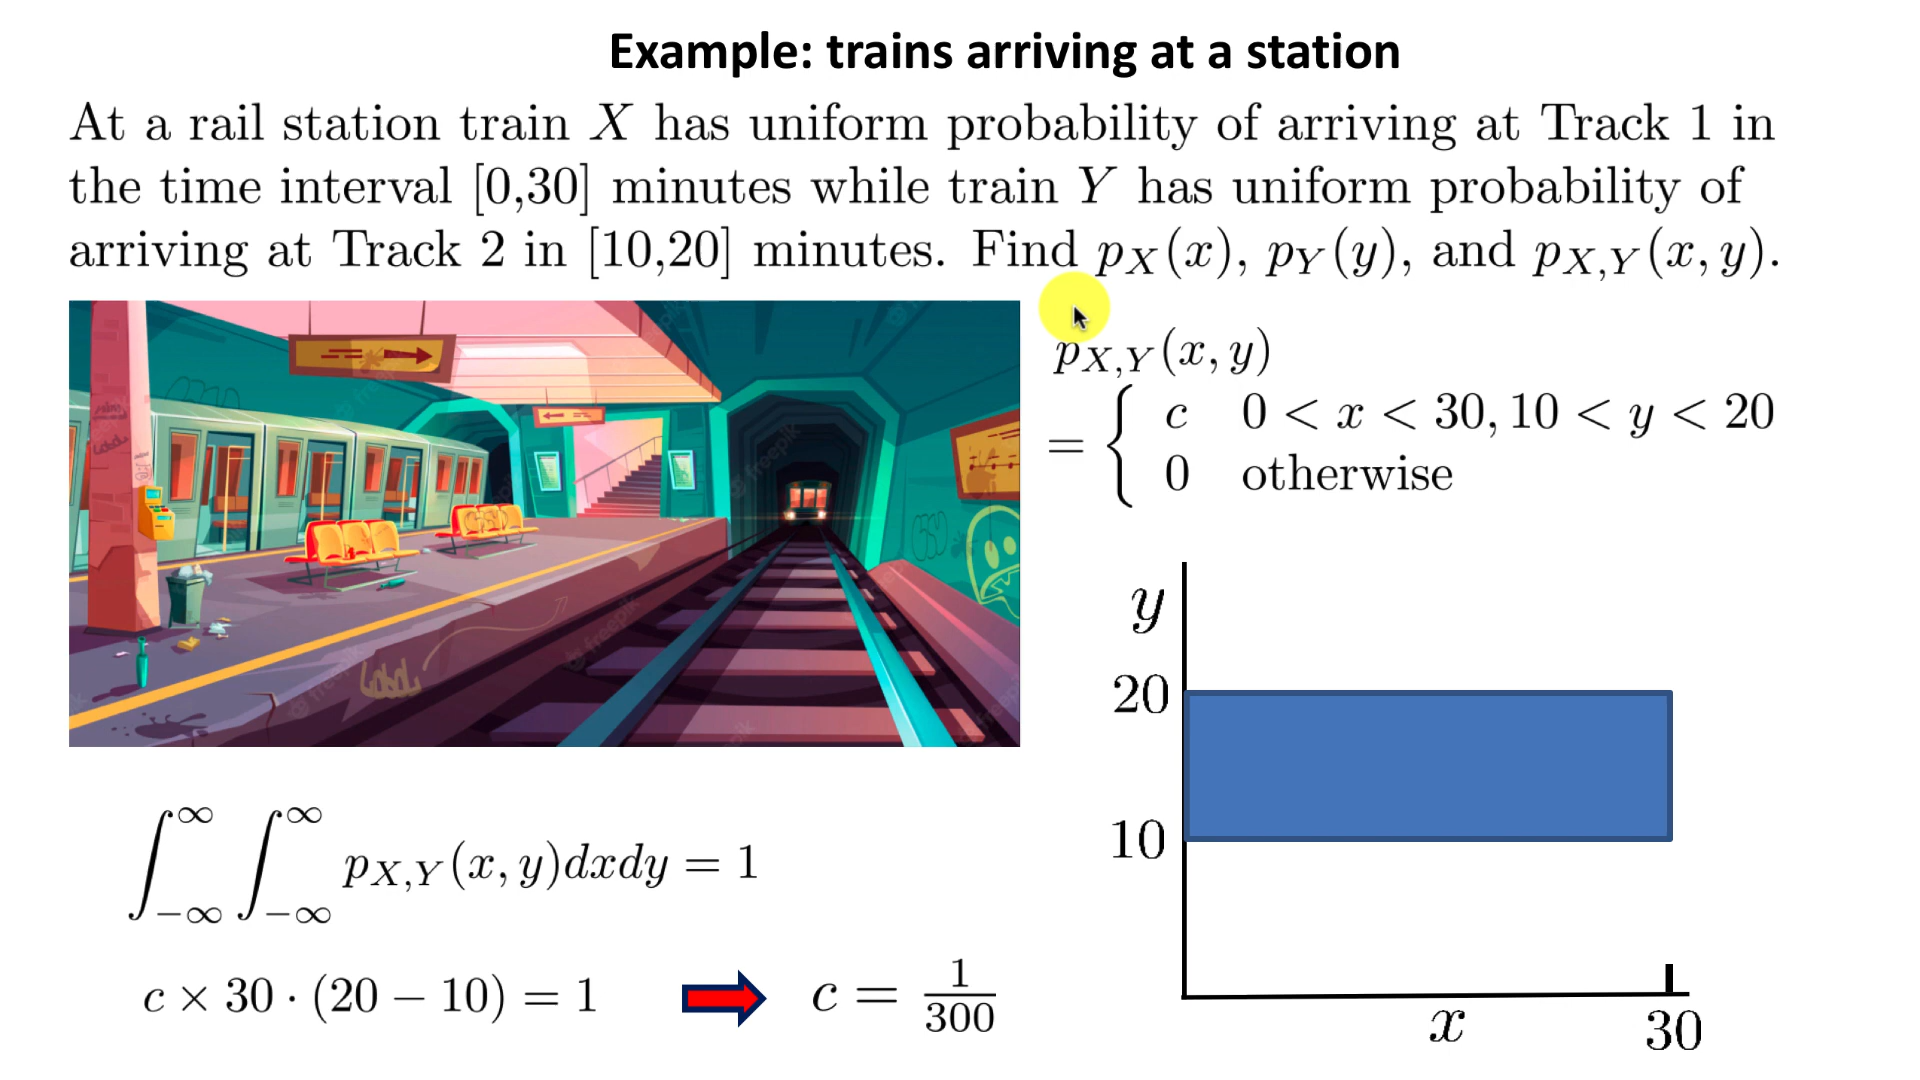 Example: trains arriving at a station
At a rail station train X has uniform probability of arriving at Track 1 in
the time interval [0,30] minutes while train Y has uniform probability of
arriving at Track 2 in [10,20] minutes. Find p_X(x), p_Y(y), and p_{X,Y}(x, y).
p_{X,Y}(x, y)
= { c 0 < x < 30, 10 < y < 20
0 otherwise
y
20
10
x
30
∫_{-∞}^{∞} ∫_{-∞}^{∞} p_{X,Y}(x, y)dxdy = 1
c × 30 · (20 − 10) = 1
c = 1/300